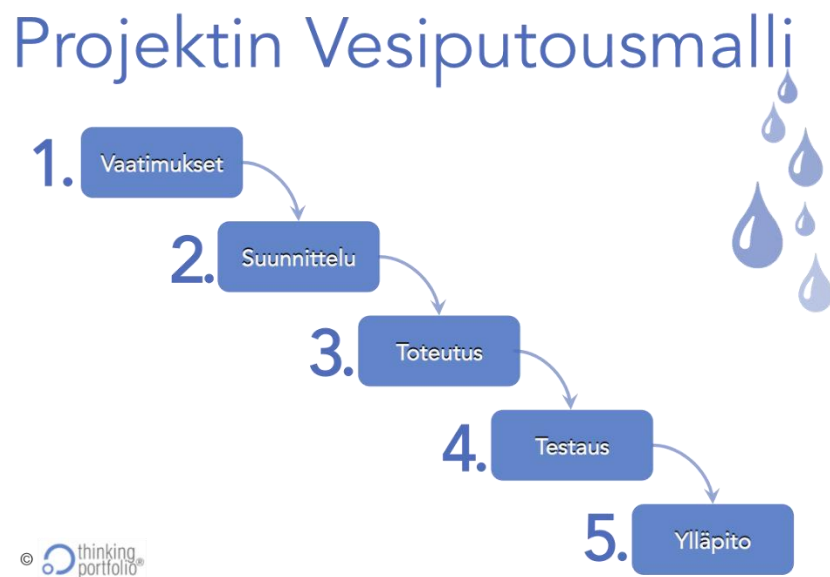 Projektin Vesiputousmalli
1. Vaatimukset
2. Suunnittelu
3. Toteutus
4. Testaus
5. Ylläpito
© thinking
portfolio®